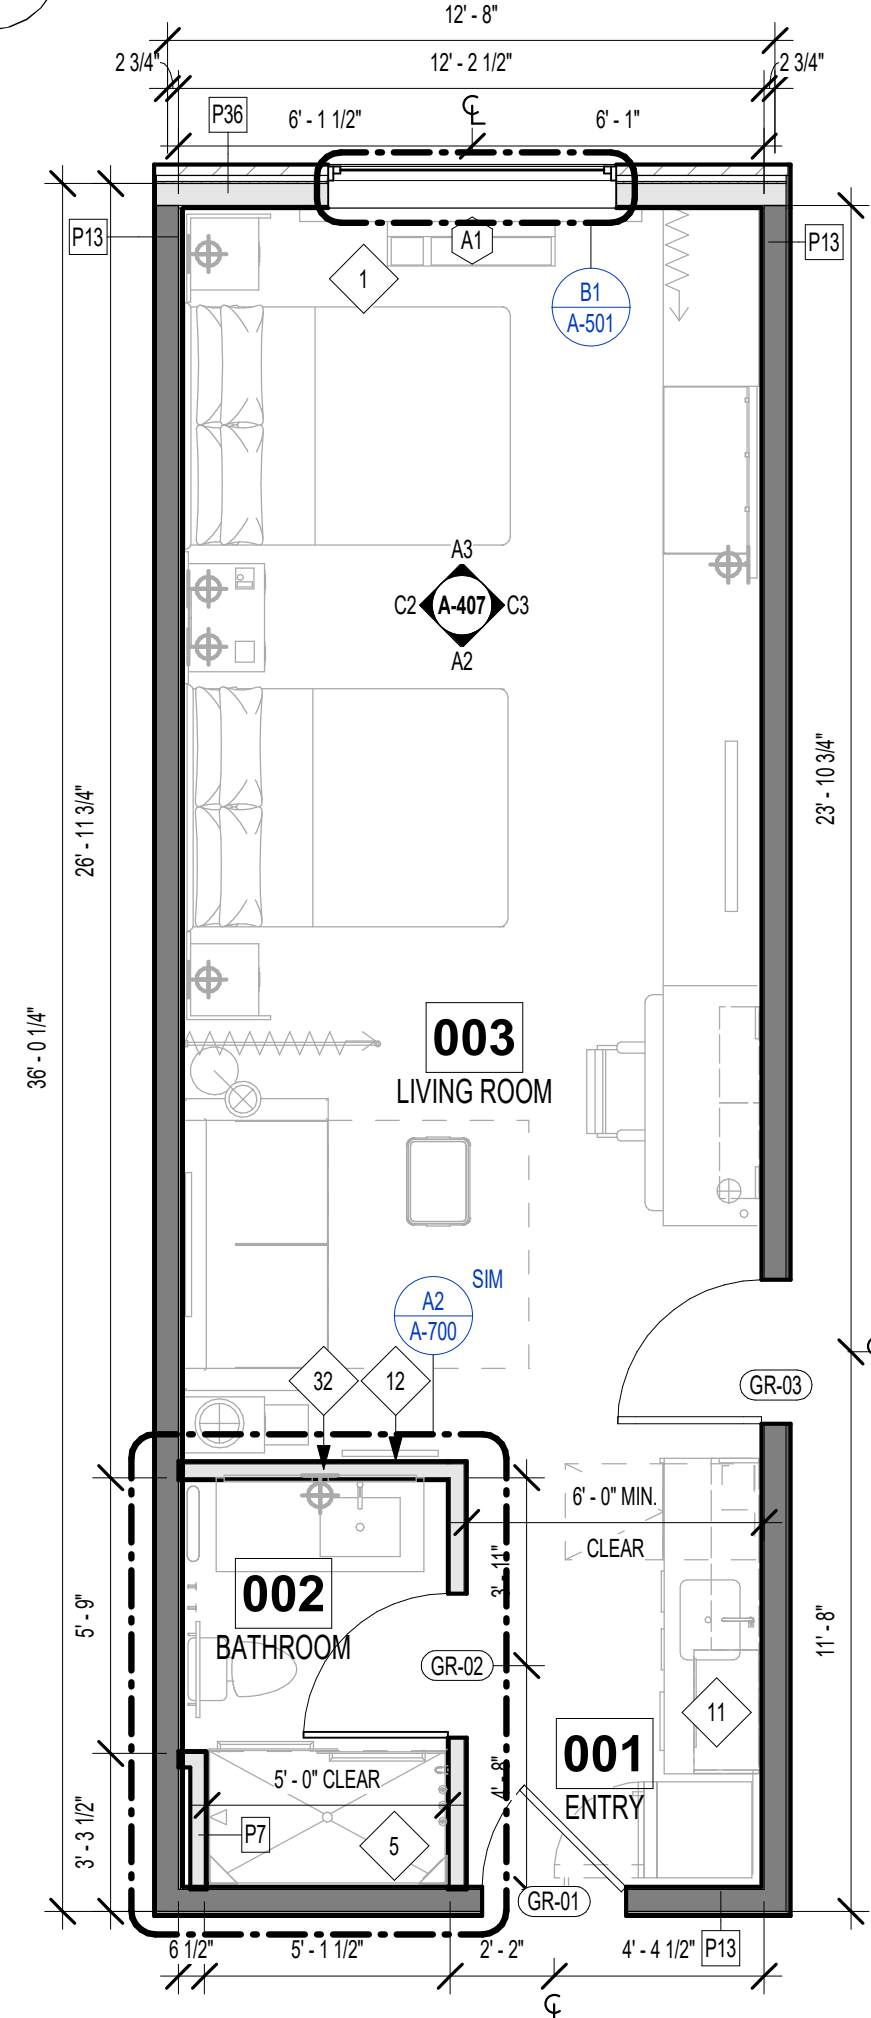 12' - 8"
2 3/4"
12' - 2 1/2"
2 3/4"
P36
6' - 1 1/2"
6' - 1"
P13
A1
P13
1
B1
A-501
A3
C2
A-407
C3
A2
23' - 10 3/4"
26' - 11 3/4"
36' - 0 1/4"
003
LIVING ROOM
SIM
A2
A-700
32
12
GR-03
6' - 0" MIN.
CLEAR
3' - 11"
002
BATHROOM
5' - 9"
11' - 8"
GR-02
11
001
ENTRY
5' - 0" CLEAR
4' - 8"
P7
5
3' - 3 1/2"
GR-01
6 1/2"
5' - 1 1/2"
2' - 2"
4' - 4 1/2"
P13